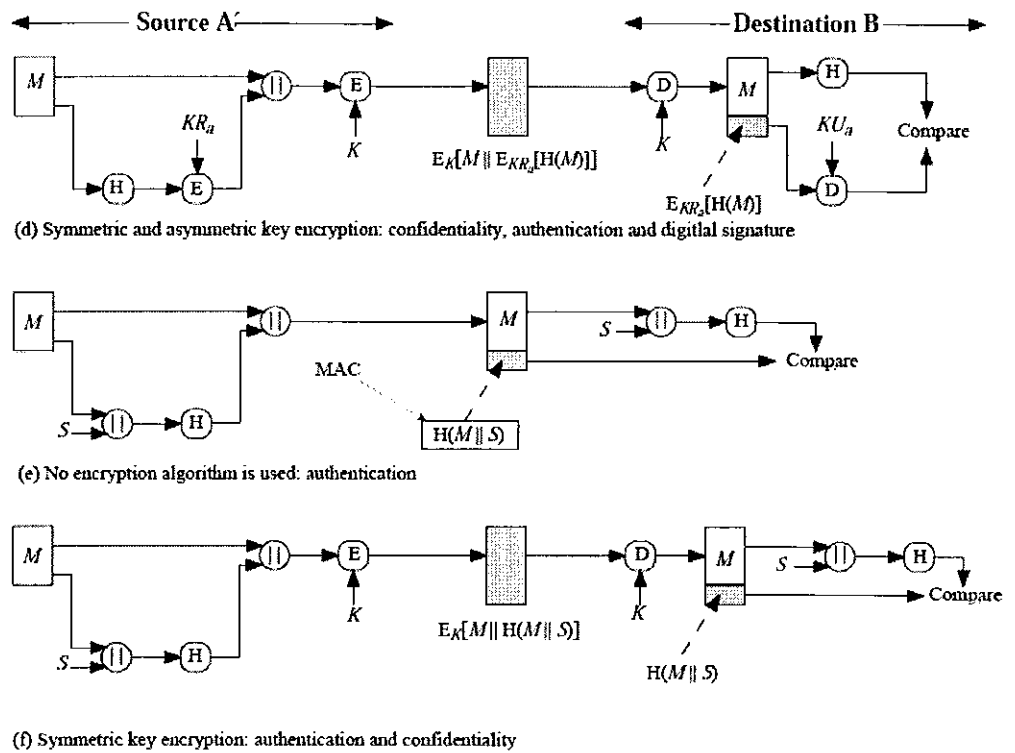 Source A
Destination B
M
||
E
K
KRa
H
E
EK[M || EKRa[H(M)]]
D
K
M
H
KUa
D
Compare
EKRa[H(M)]
(d) Symmetric and asymmetric key encryption: confidentiality, authentication and digitlal signature
M
||
S
||
H
MAC
H(M || S)
M
S
||
H
Compare
(e) No encryption algorithm is used: authentication
M
||
E
K
S
||
H
EK[M || H(M || S)]
D
K
M
S
||
H
Compare
H(M || S)
(f) Symmetric key encryption: authentication and confidentiality